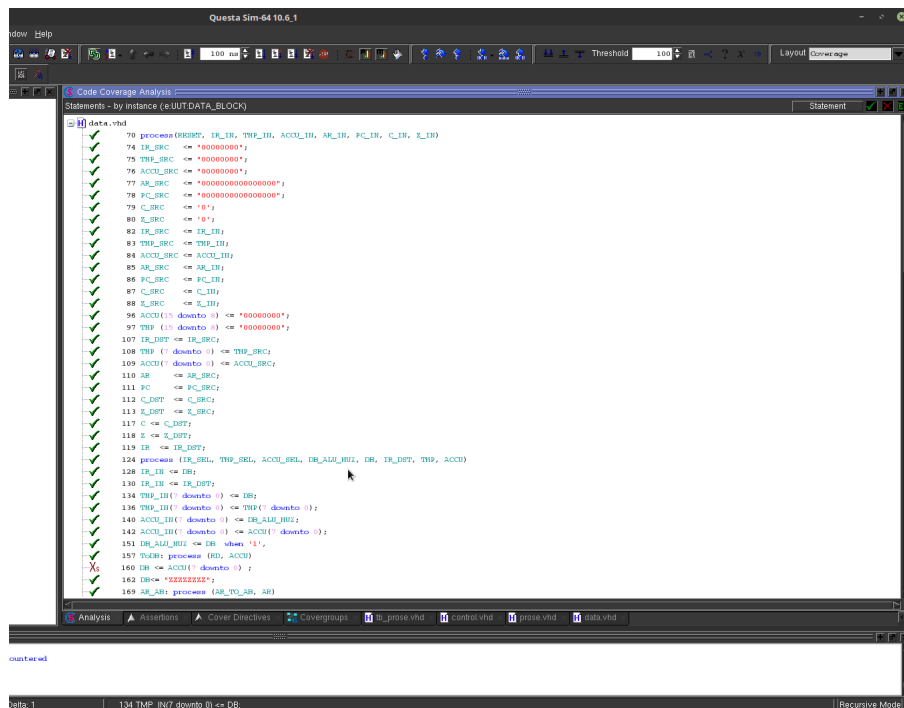 Questa Sim-64 10.6_1
ndow Help
100 ns
Threshold 100
Layout Coverage
Code Coverage Analysis
Statements - by instance (:e:UUT:DATA_BLOCK)
Statement
data.vhd
70 process(RESET, IR_IN, TMP_IN, ACCU_IN, AR_IN, PC_IN, C_IN, Z_IN)
74 IR_SRC <= "00000000";
75 TMP_SRC <= "00000000";
76 ACCU_SRC <= "00000000";
77 AR_SRC <= "0000000000000000";
78 PC_SRC <= "0000000000000000";
79 C_SRC <= '0';
80 Z_SRC <= '0';
82 IR_SRC <= IR_IN;
83 TMP_SRC <= TMP_IN;
84 ACCU_SRC <= ACCU_IN;
85 AR_SRC <= AR_IN;
86 PC_SRC <= PC_IN;
87 C_SRC <= C_IN;
88 Z_SRC <= Z_IN;
96 ACCU(15 downto 8) <= "00000000";
97 TMP (15 downto 8) <= "00000000";
107 IR_DST <= IR_SRC;
108 TMP (7 downto 0) <= TMP_SRC;
109 ACCU(7 downto 0) <= ACCU_SRC;
110 AR <= AR_SRC;
111 PC <= PC_SRC;
112 C_DST <= C_SRC;
113 Z_DST <= Z_SRC;
117 C <= C_DST;
118 Z <= Z_DST;
119 IR <= IR_DST;
124 process (IR_SEL, TMP_SEL, ACCU_SEL, DB_ALU_MUX, DB, IR_DST, TMP, ACCU)
128 IR_IN <= DB;
130 IR_IN <= IR_DST;
134 TMP_IN(7 downto 0) <= DB;
136 TMP_IN(7 downto 0) <= TMP(7 downto 0);
140 ACCU_IN(7 downto 0) <= DB_ALU_MUX;
142 ACCU_IN(7 downto 0) <= ACCU(7 downto 0);
151 DB_ALU_MUX <= DB when '1',
157 ToDB: process (RD, ACCU)
Xs 160 DB <= ACCU(7 downto 0) ;
162 DB<= "ZZZZZZZZ";
169 AR_AB: process (AR_TO_AB, AR)
Analysis Assertions Cover Directives Covergroups tb_prose.vhd control.vhd prose.vhd data.vhd
ountered
Delta: 1 134 TMP_IN(7 downto 0) <= DB; Recursive Mode